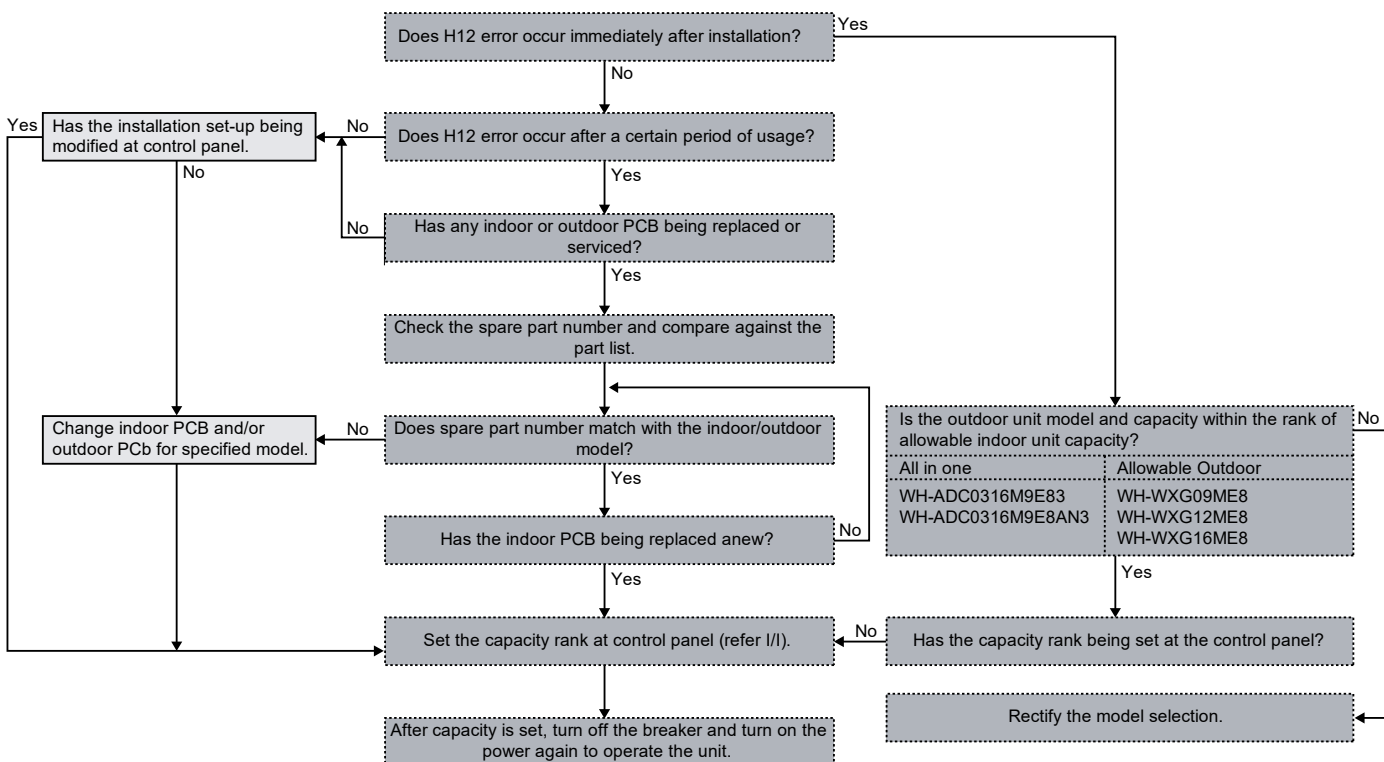 Does H12 error occur immediately after installation?
Yes
No
Yes
Has the installation set-up being
modified at control panel.
No
Does H12 error occur after a certain period of usage?
No
Yes
No
Has any indoor or outdoor PCB being replaced or
serviced?
Yes
Check the spare part number and compare against the
part list.
Change indoor PCB and/or
outdoor PCb for specified model.
No
Does spare part number match with the indoor/outdoor
model?
Yes
Has the indoor PCB being replaced anew?
No
Yes
Is the outdoor unit model and capacity within the rank of
allowable indoor unit capacity?
No
All in one
Allowable Outdoor
WH-ADC0316M9E83
WH-ADC0316M9E8AN3
WH-WXG09ME8
WH-WXG12ME8
WH-WXG16ME8
Yes
Set the capacity rank at control panel (refer I/I).
No
Has the capacity rank being set at the control panel?
After capacity is set, turn off the breaker and turn on the
power again to operate the unit.
Rectify the model selection.